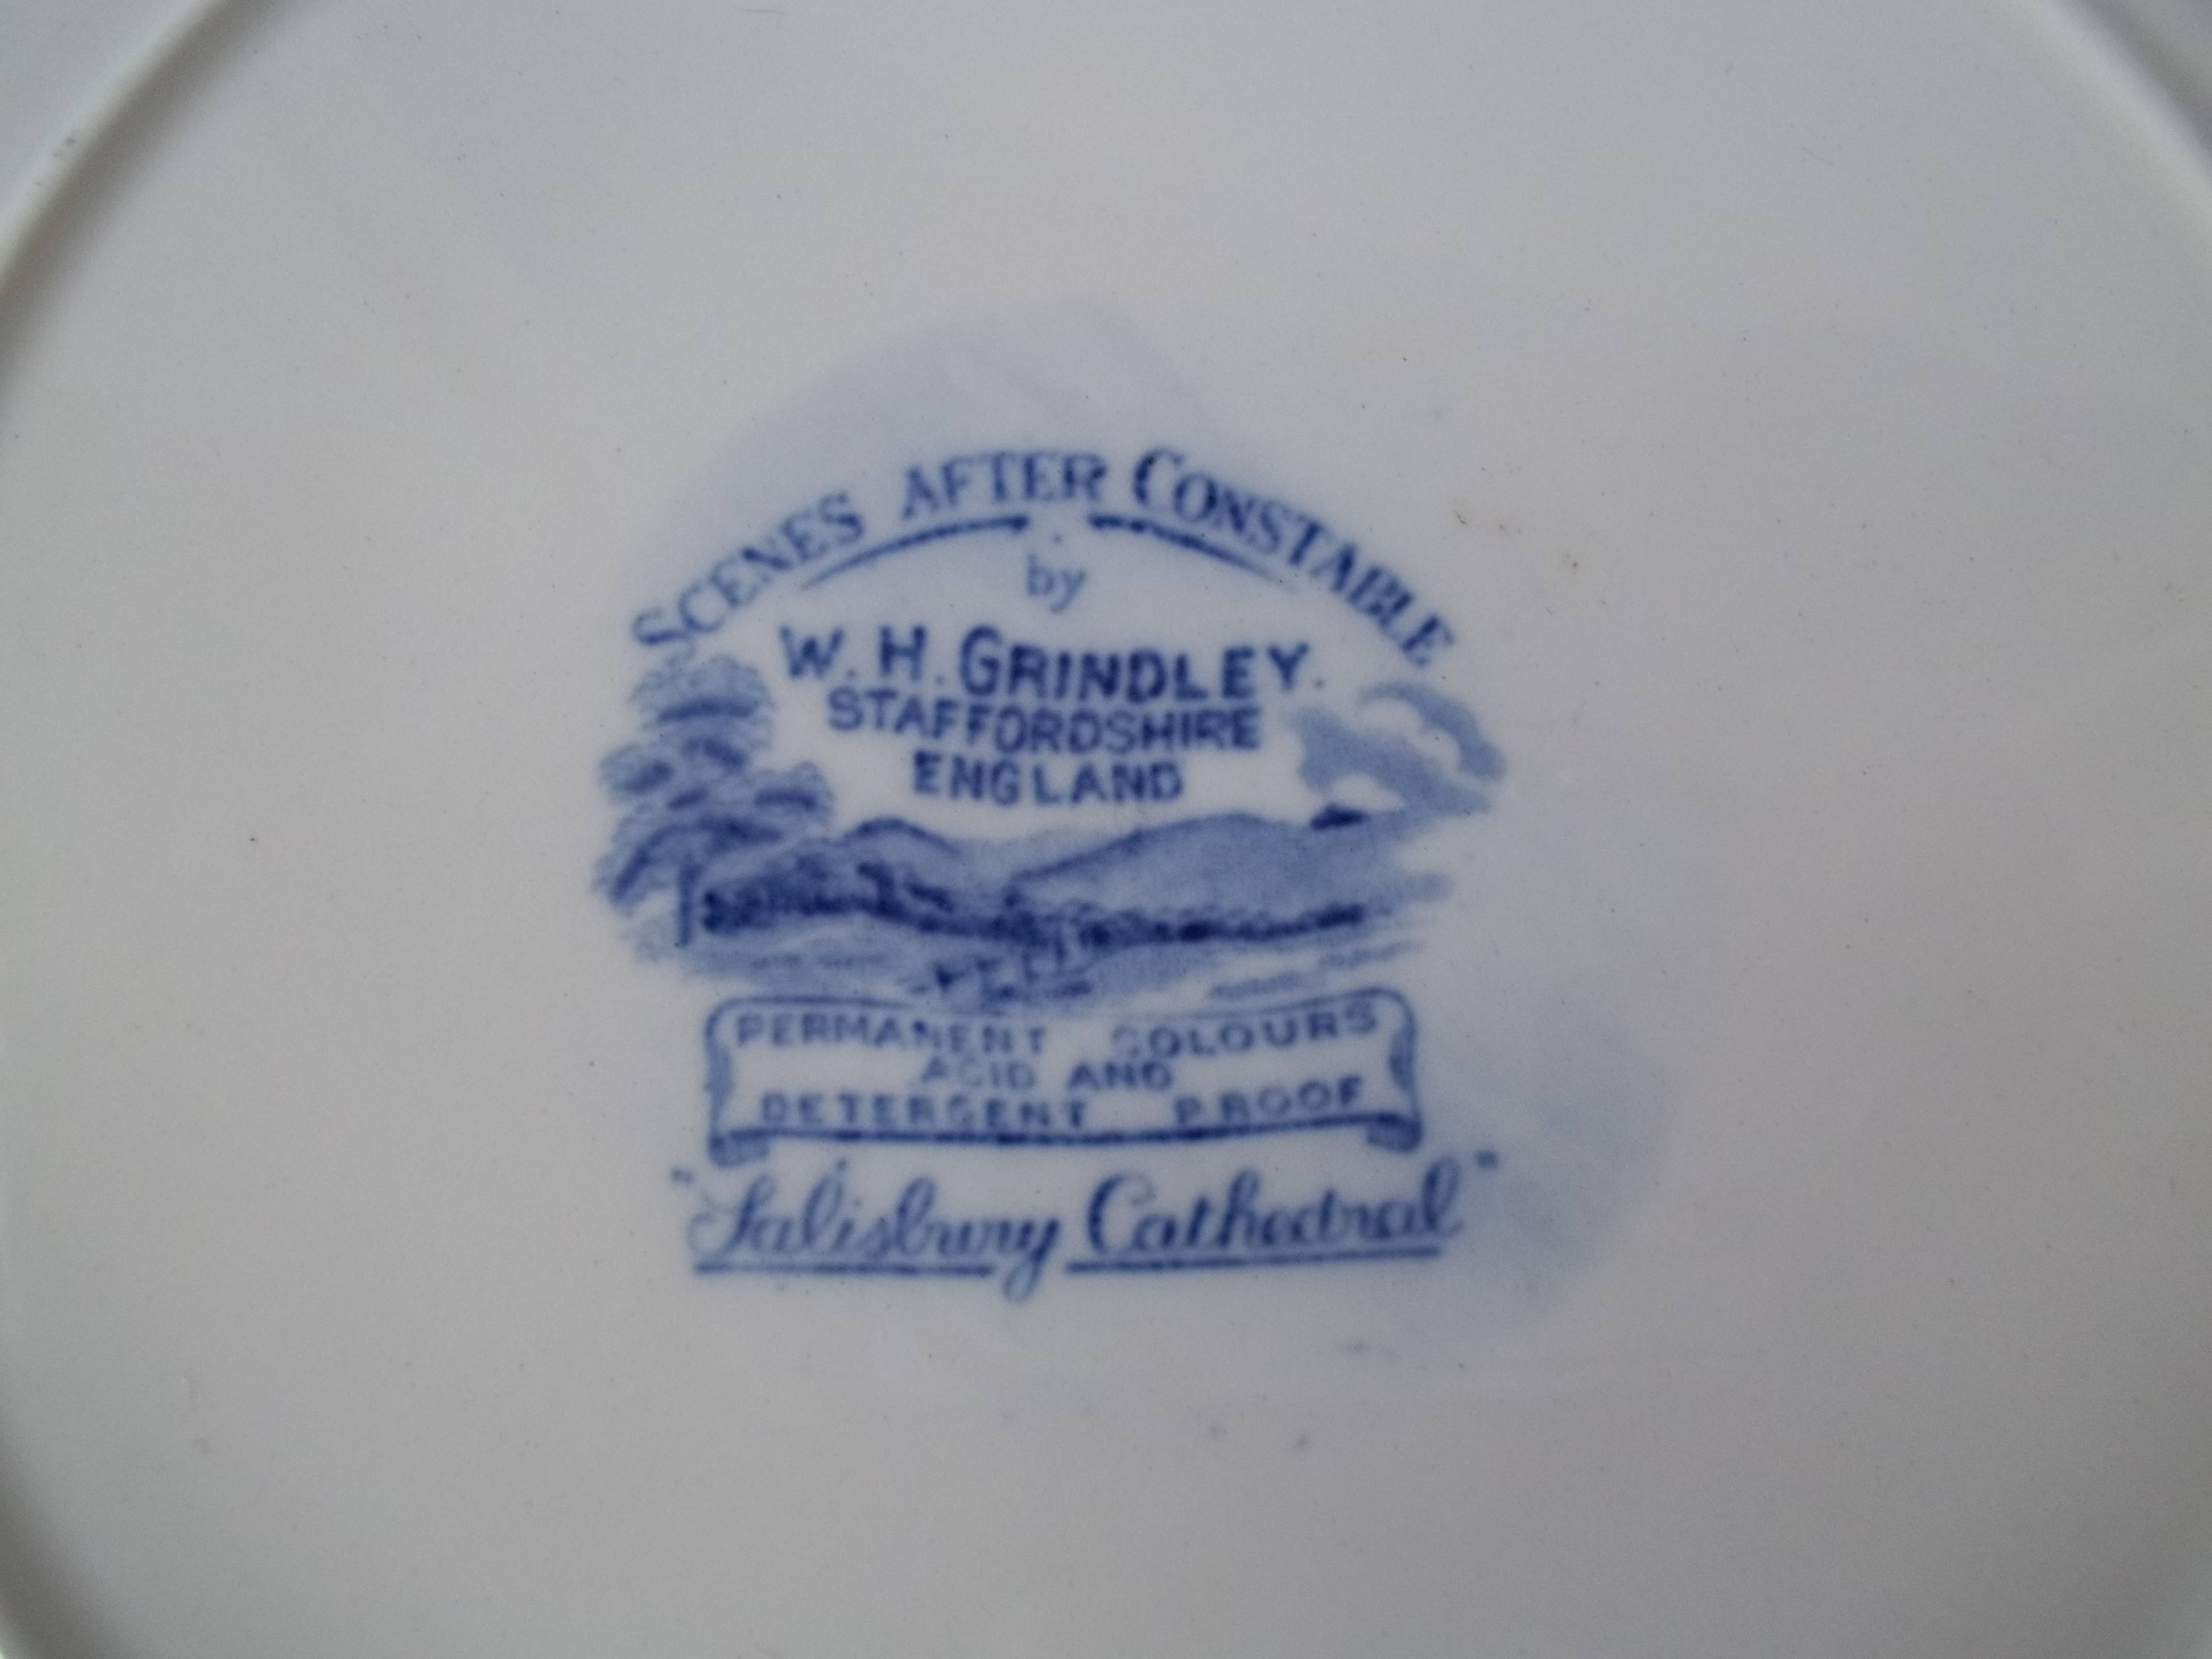 SCENES AFTER CONSTABLE
by
W. H. GRINDLEY.
STAFFORDSHIRE
ENGLAND
PERMANENT COLOURS
ACID AND
DETERGENT PROOF
"Salisbury Cathedral"